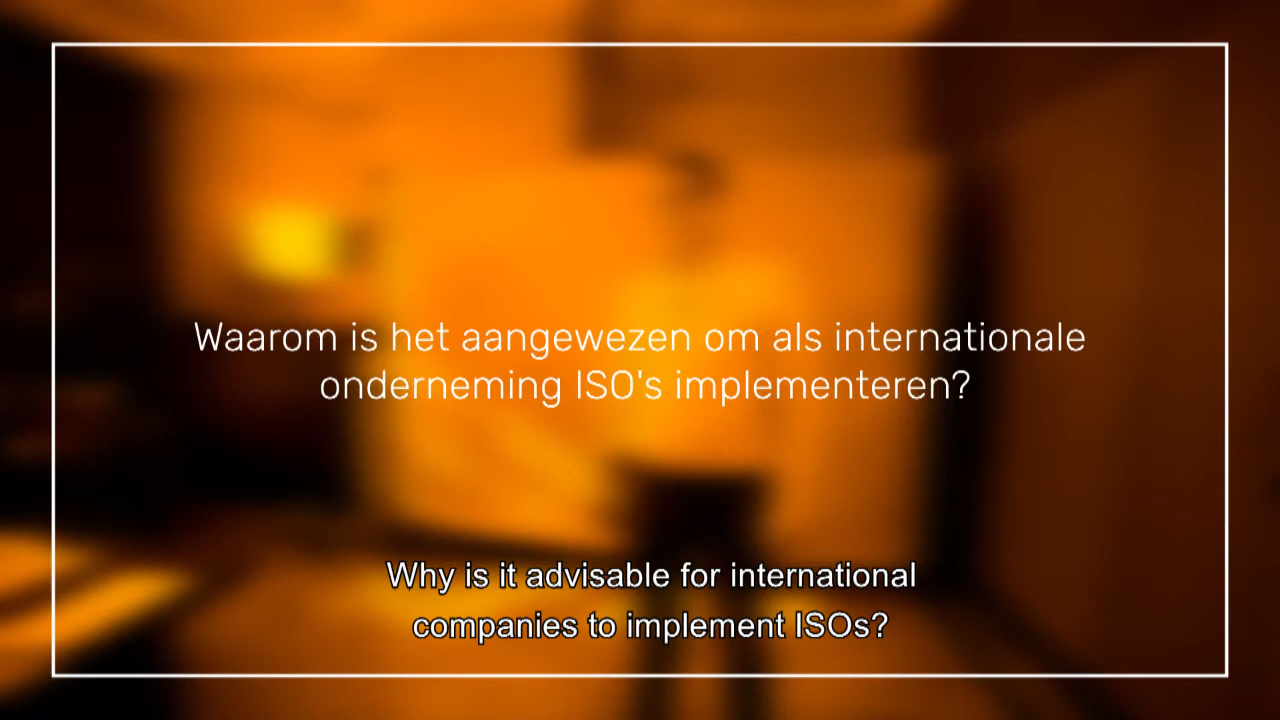 Waarom is het aangewezen om als internationale
onderneming ISO's implementeren?
Why is it advisable for international
companies to implement ISOs?